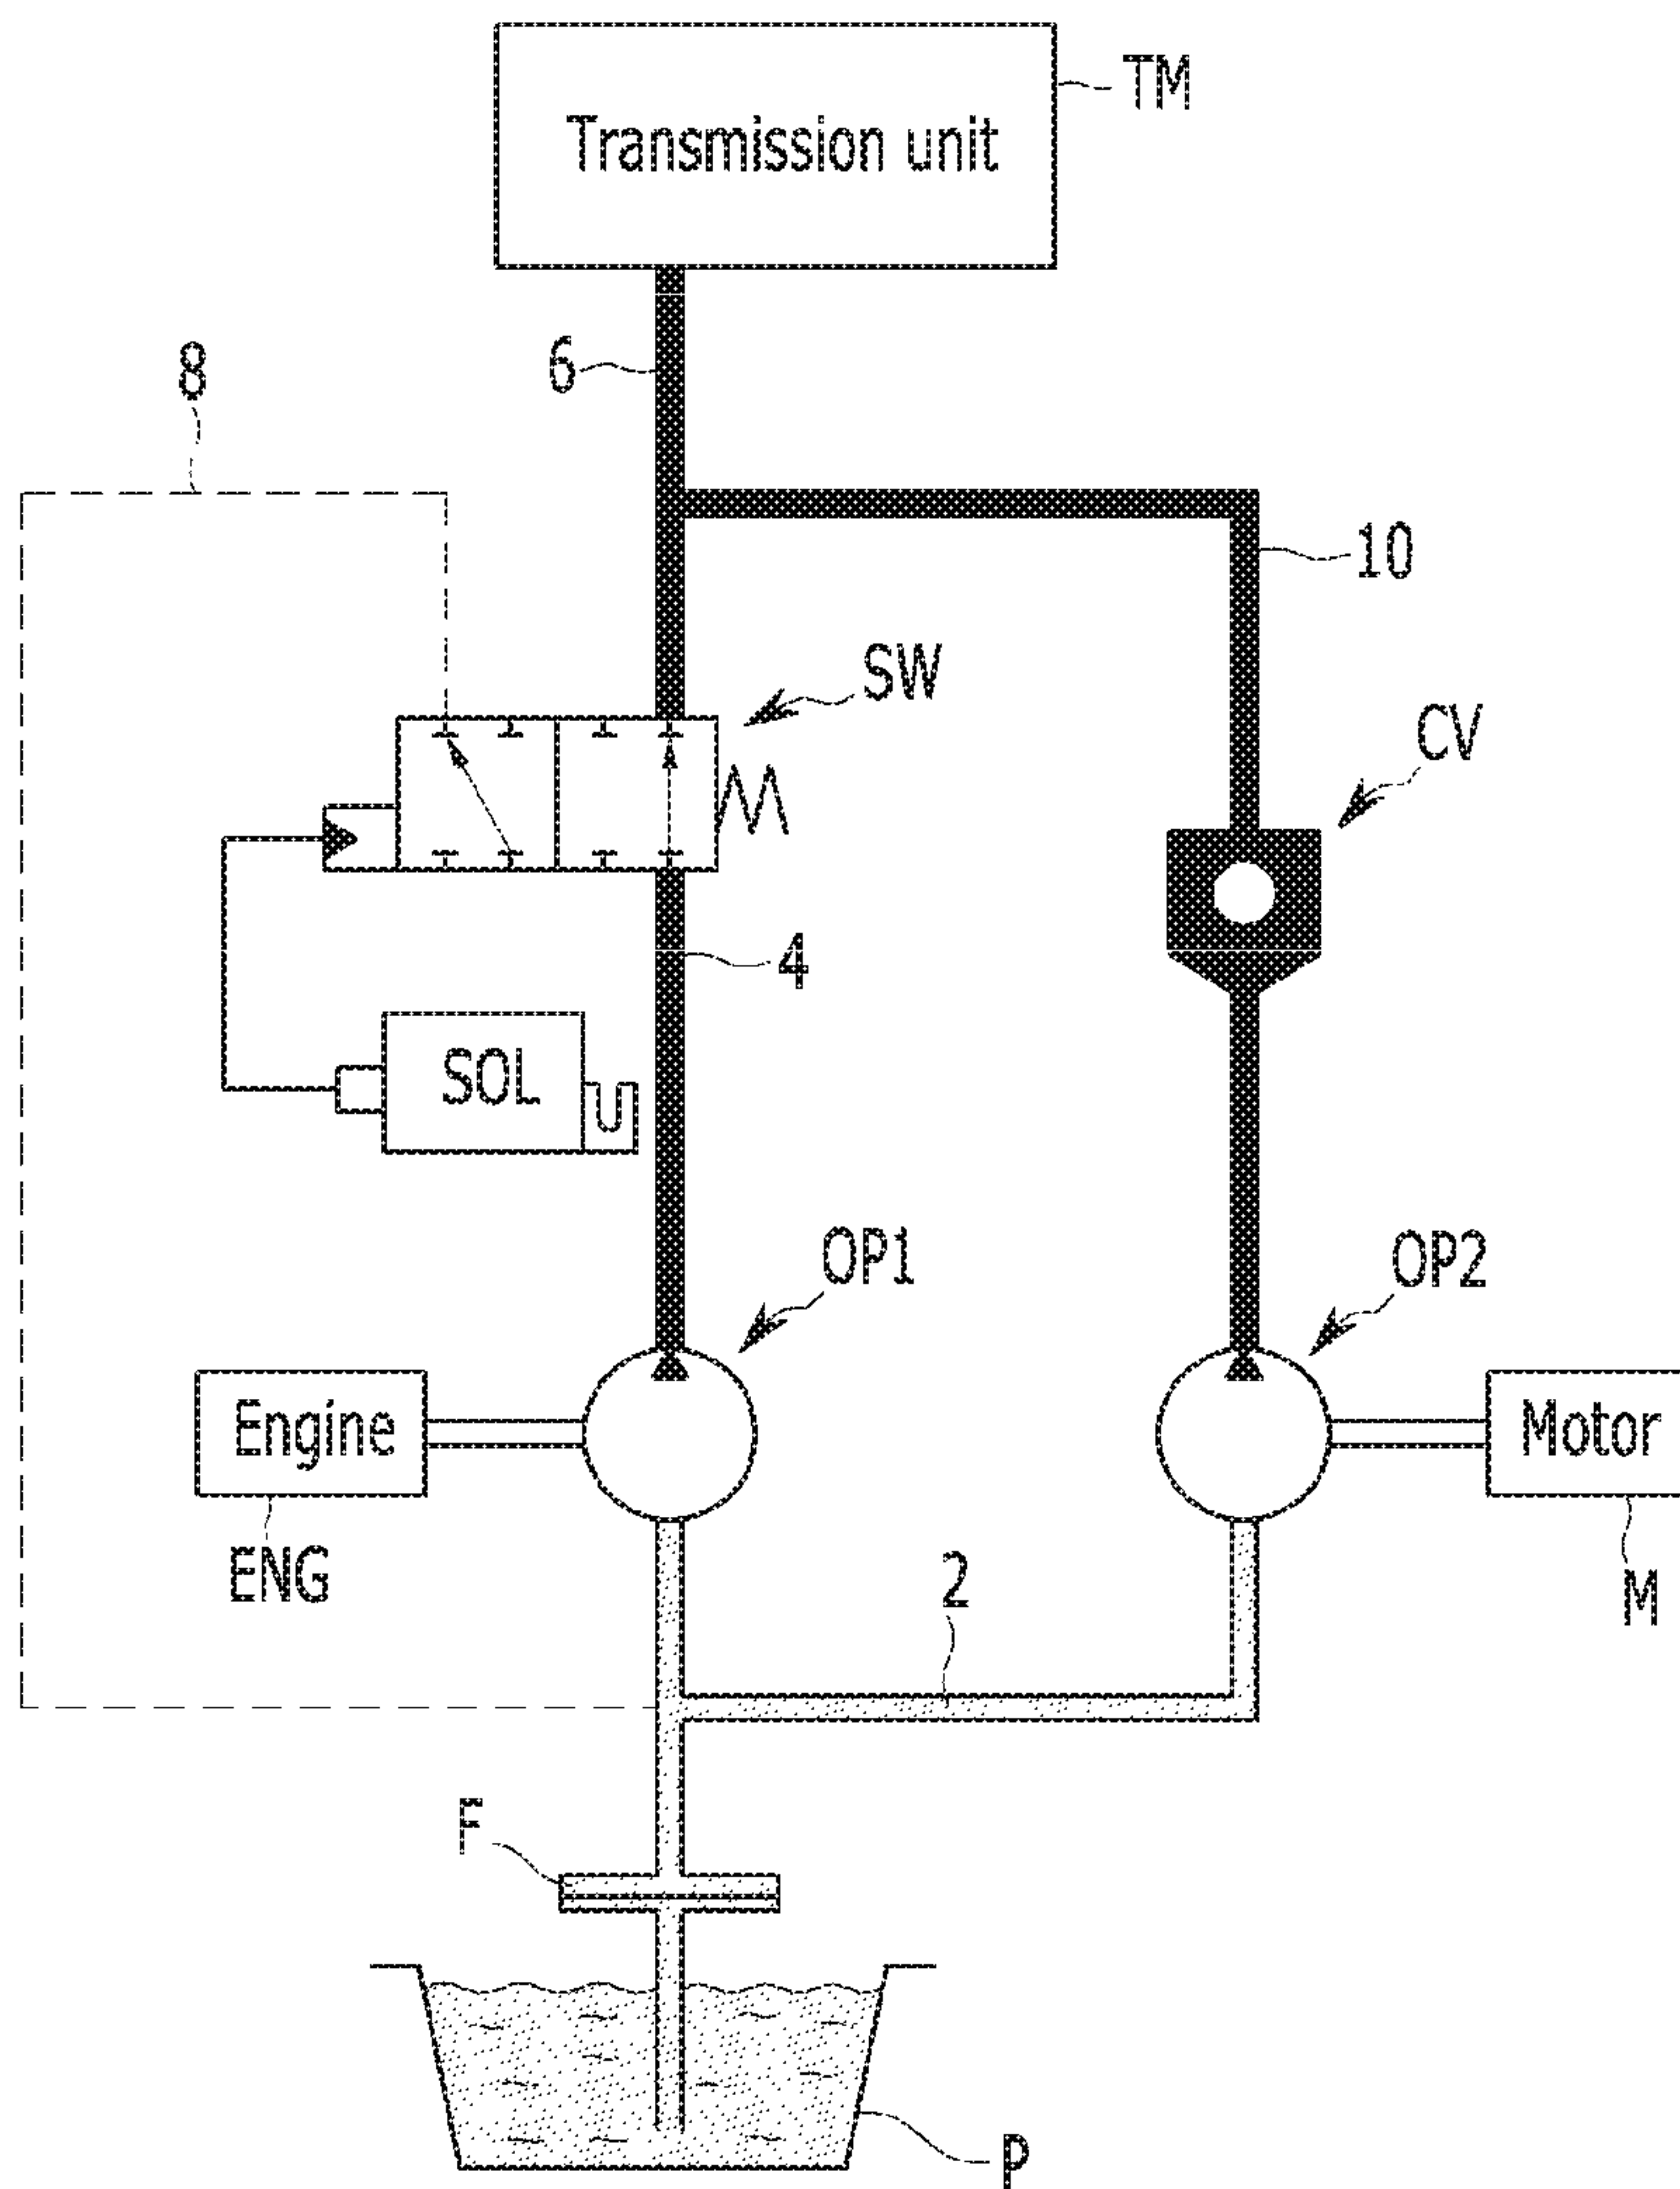 TM
Transmission unit
6
8
10
SW
CV
4
SOL
OP1
OP2
Engine
Motor
ENG
2
M
F
P